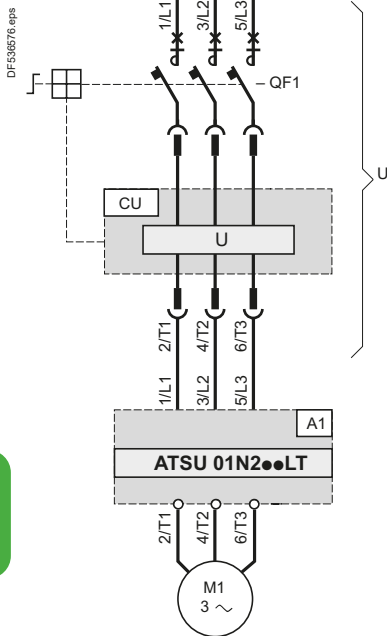 DF536576.eps
1/L1
3/L2
5/L3
QF1
U
CU
U
2/T1
4/T2
6/T3
1/L1
3/L2
5/L3
A1
ATSU 01N2●●LT
2/T1
4/T2
6/T3
M1
3 ~